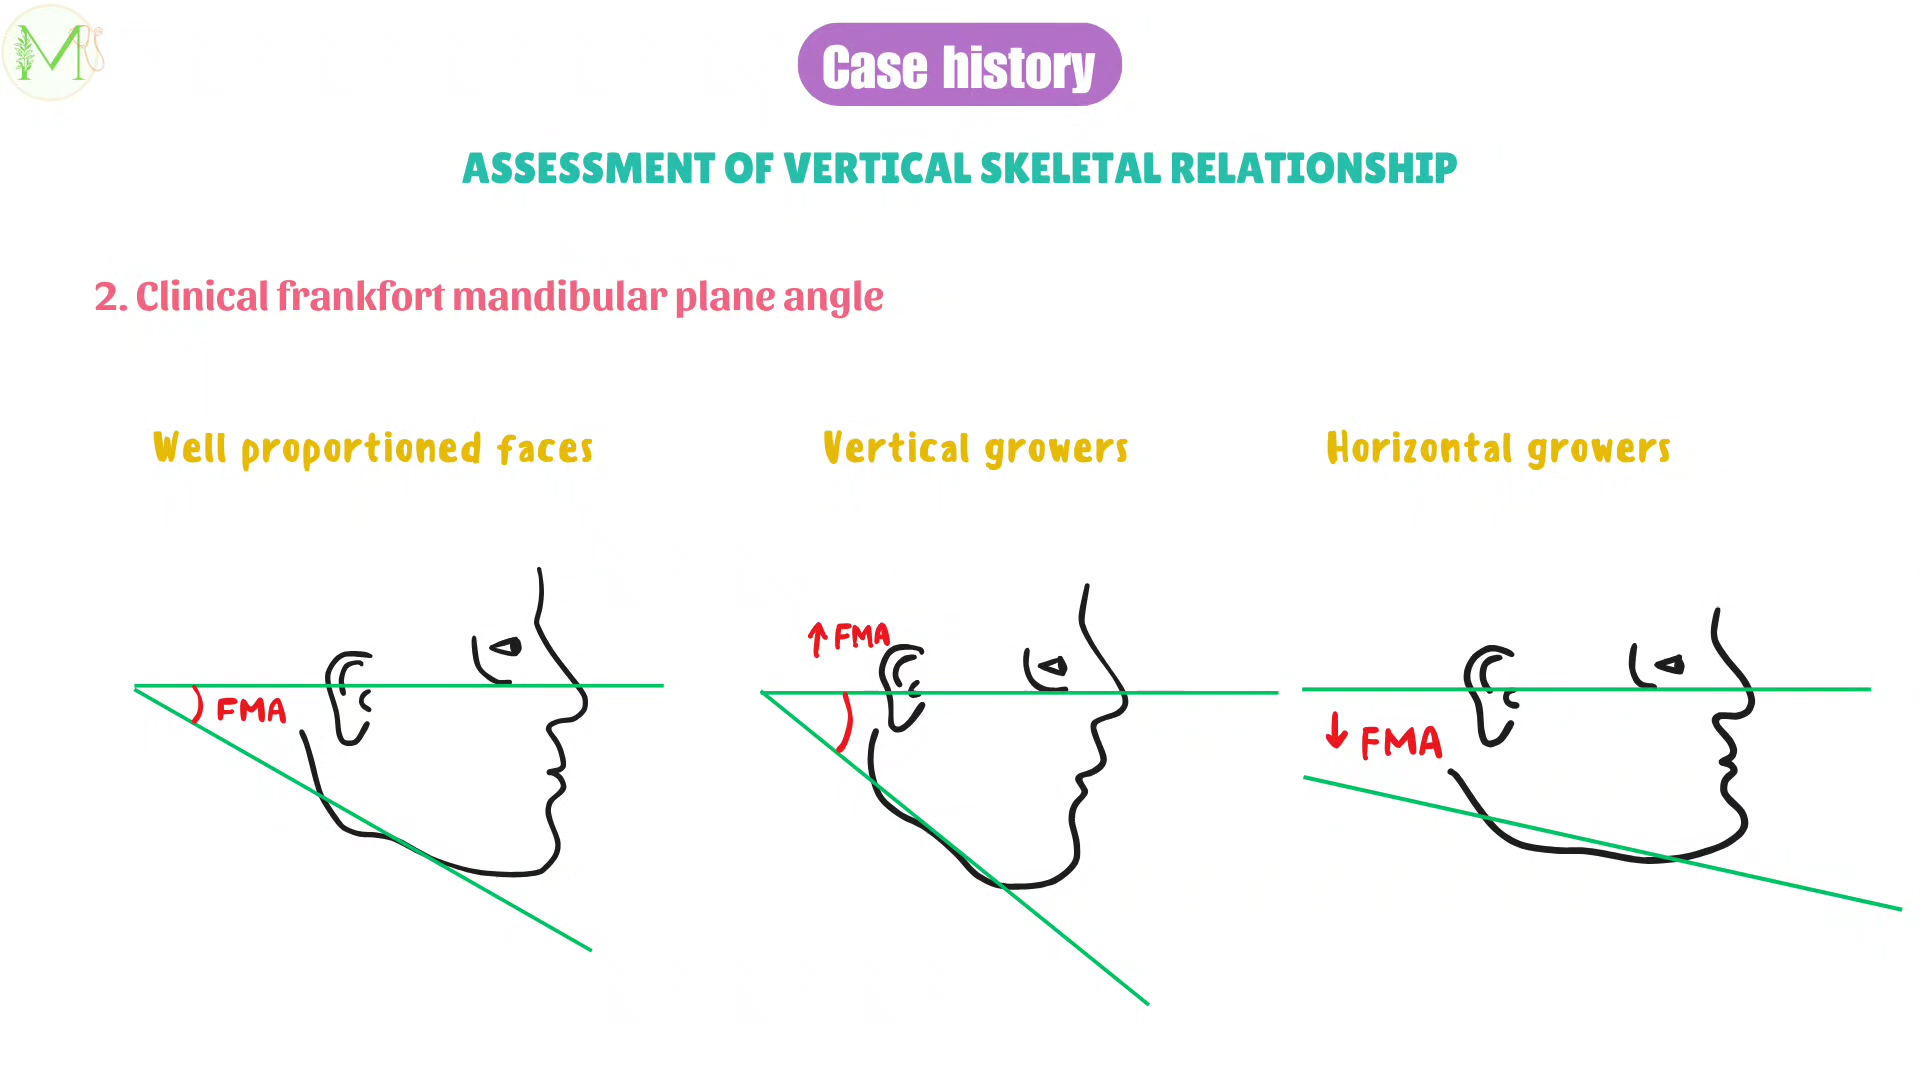 M
Case history
ASSESSMENT OF VERTICAL SKELETAL RELATIONSHIP
2. Clinical frankfort mandibular plane angle
Well proportioned faces
Vertical growers
Horizontal growers
FMA
↑ FMA
↓ FMA